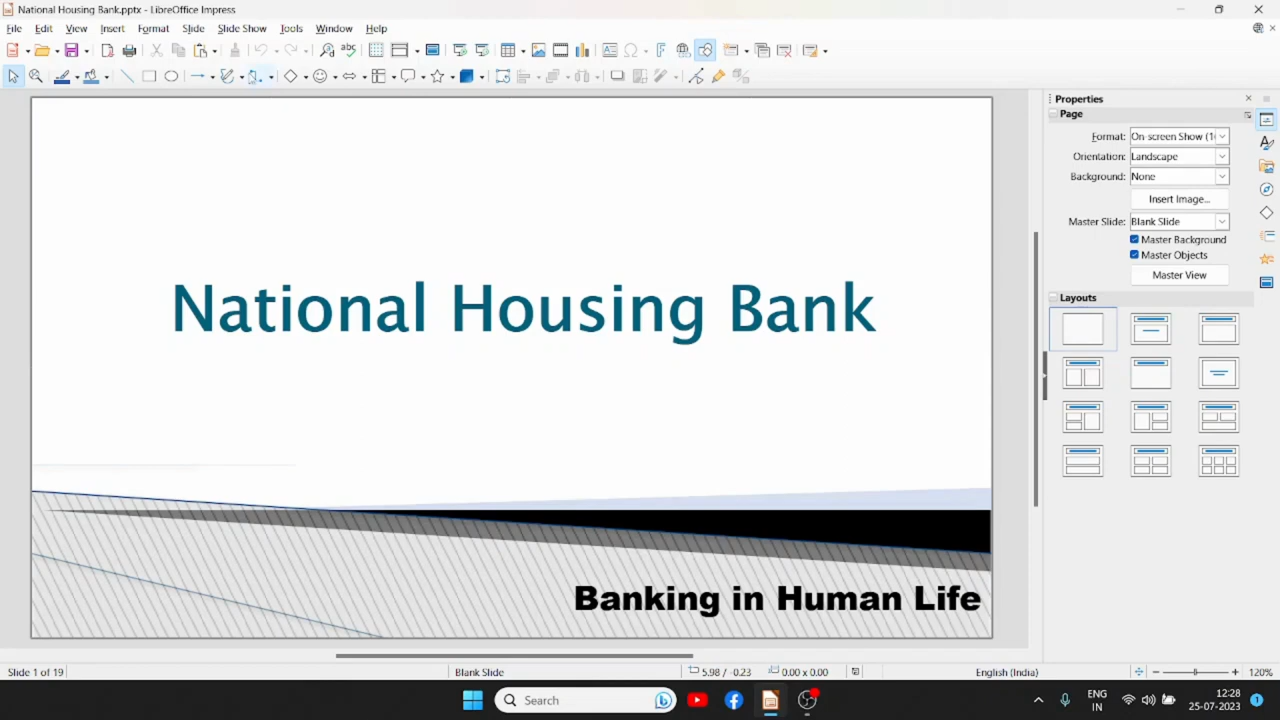 National Housing Bank.pptx - LibreOffice Impress
File Edit View Insert Format Slide Slide Show Tools Window Help
Properties
Page
Format: On-screen Show (1
Orientation: Landscape
Background: None
Insert Image...
Master Slide: Blank Slide
Master Background
Master Objects
Master View
Layouts
National Housing Bank
Banking in Human Life
Slide 1 of 19 Blank Slide 5.98 / -0.23 0.00 x 0.00 English (India) 120%
Search
ENG
IN
12:28
25-07-2023
1